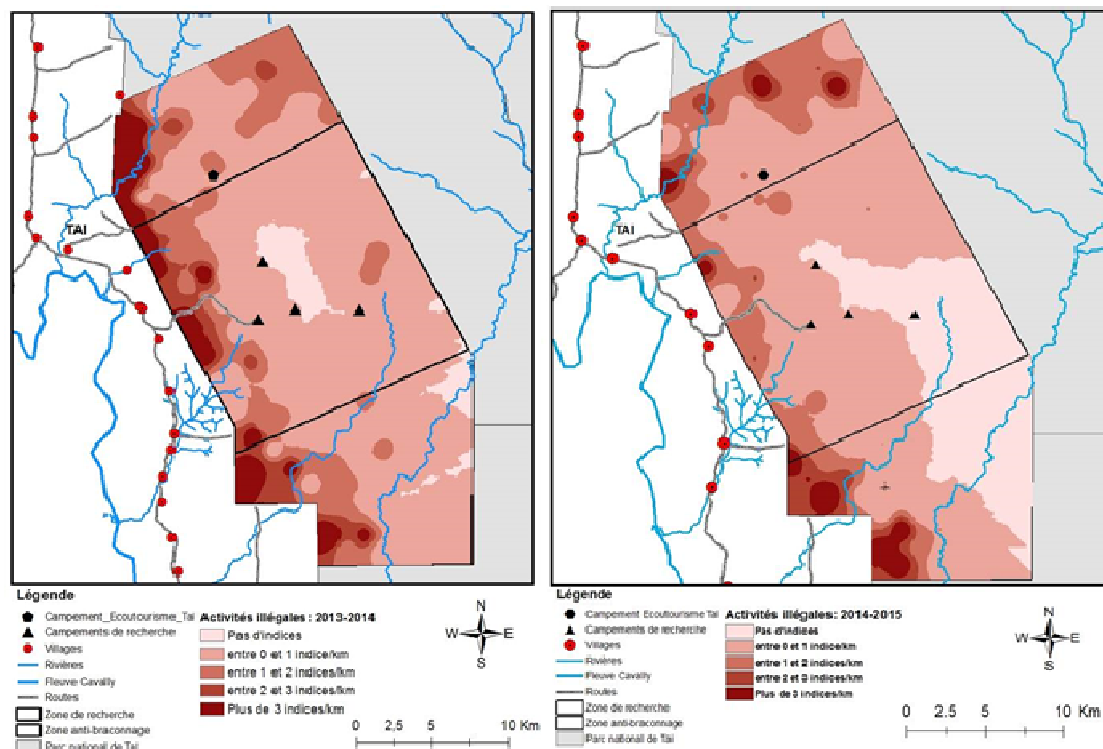 TAI
Légende
Campement_Ecoutourisme_Tai
Campements de recherche
Villages
Rivières
Fleuve Cavally
Routes
Zone de recherche
Zone anti-braconnage
Parc national de Taï
Activités illégales : 2013-2014
Pas d'indices
entre 0 et 1 indice/km
entre 1 et 2 indices/km
entre 2 et 3 indices/km
Plus de 3 indices/km
N
W E
S
0 2.5 5 10 Km
TAI
Légende
Campement Ecoutourisme Taï
Campements de recherche
Villages
Rivières
Fleuve Cavally
Routes
Zone de recherche
Zone anti-braconnage
Parc national de Taï
Activités illégales: 2014-2015
Pas d'indices
entre 0 et 1 indice/km
entre 1 et 2 indices/km
entre 2 et 3 indices/km
Plus de 3 indices/km
N
W E
S
0 2.5 5 10 Km